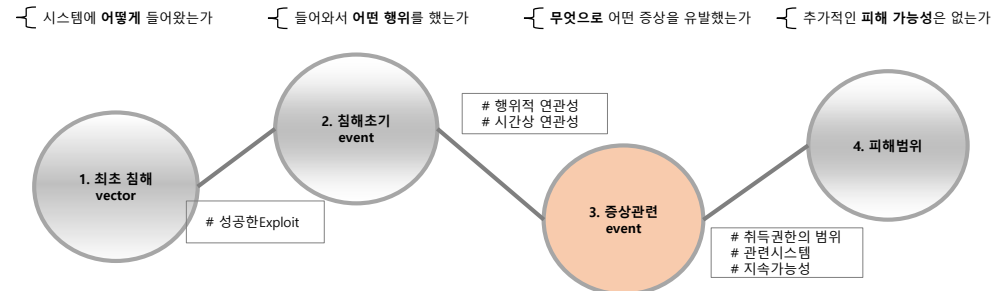 시스템에 어떻게 들어왔는가
들어와서 어떤 행위를 했는가
무엇으로 어떤 증상을 유발했는가
추가적인 피해 가능성은 없는가
1. 최초 침해
vector
# 성공한Exploit
2. 침해초기
event
# 행위적 연관성
# 시간상 연관성
3. 증상관련
event
# 취득권한의 범위
# 관련시스템
# 지속가능성
4. 피해범위